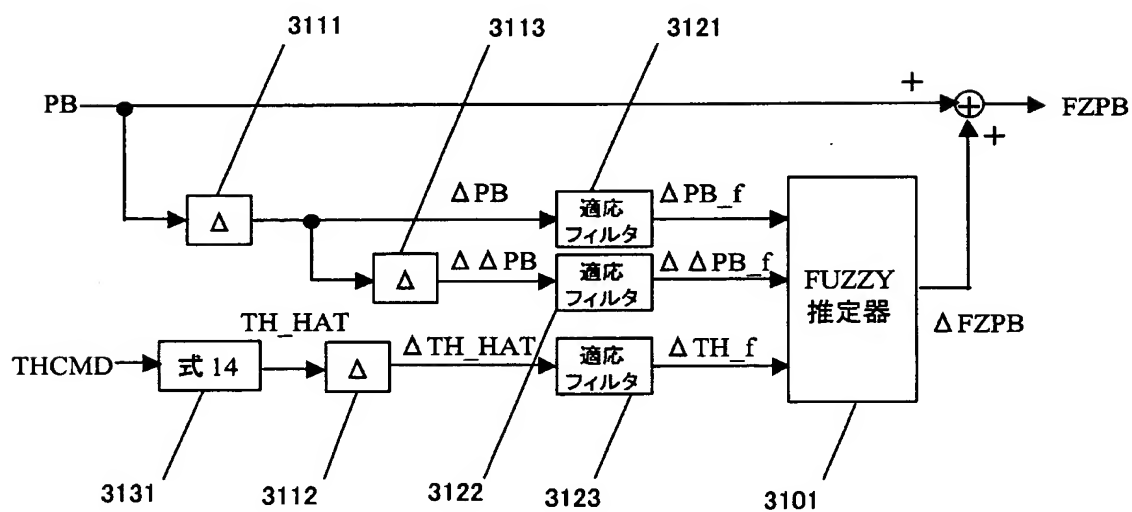 3111
3113
3121
PB
+
+
FZPB
+
Δ
ΔPB
適応
フィルタ
ΔPB_f
Δ
ΔΔPB
適応
フィルタ
ΔΔPB_f
FUZZY
推定器
ΔFZPB
THCMD
式14
TH_HAT
Δ
ΔTH_HAT
適応
フィルタ
ΔTH_f
3131
3112
3122
3123
3101